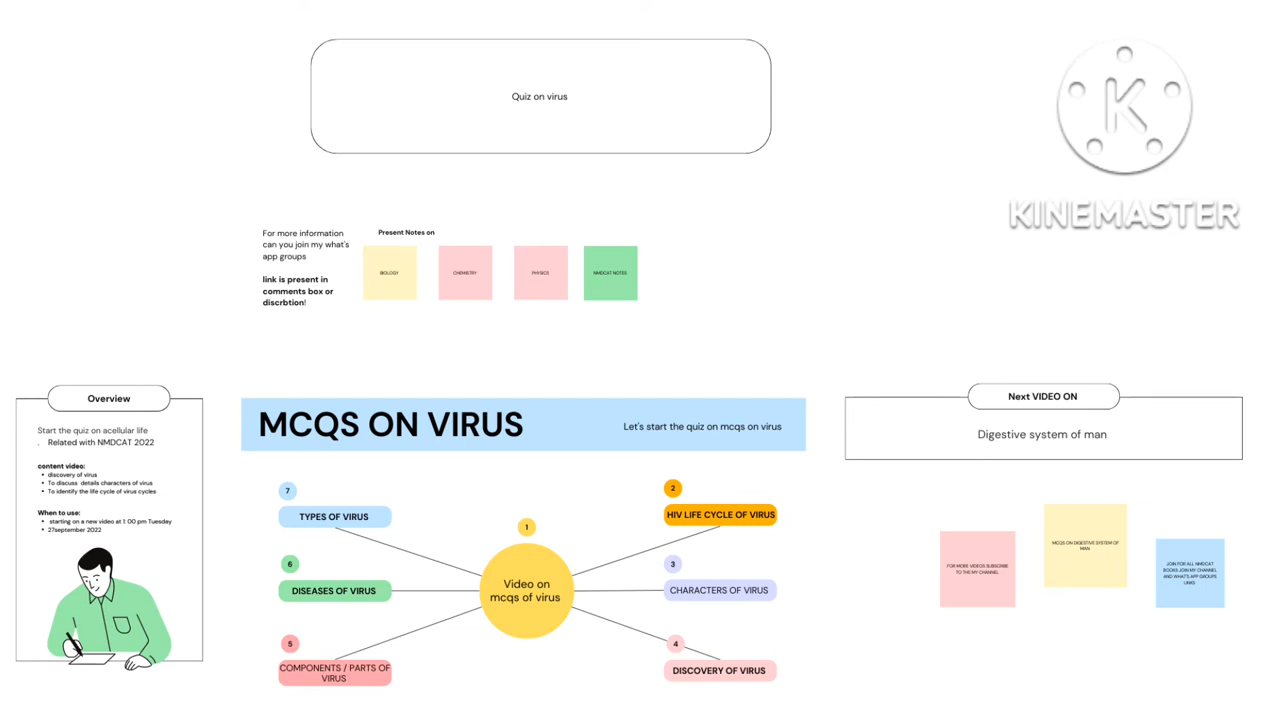 Quiz on virus
K
KINEMASTER
For more information
can you join my what's
app groups
link is present in
comments box or
discrbtion!
Present Notes on
BIOLOGY
CHEMISTRY
PHYSICS
NMDCAT NOTES
Overview
Start the quiz on acellular life
. Related with NMDCAT 2022
content video:
• discovery of virus
• To discuss details characters of virus
• To identify the life cycle of virus cycles
When to use:
• starting on a new video at 1: 00 pm Tuesday
• 27september 2022
MCQS ON VIRUS
Let's start the quiz on mcqs on virus
7
TYPES OF VIRUS
6
DISEASES OF VIRUS
5
COMPONENTS / PARTS OF
VIRUS
1
Video on
mcqs of virus
2
HIV LIFE CYCLE OF VIRUS
3
CHARACTERS OF VIRUS
4
DISCOVERY OF VIRUS
Next VIDEO ON
Digestive system of man
FOR MORE VIDEOS SUBSCRIBE
TO THE MY CHANNEL
MCQS ON DIGESTIVE SYSTEM OF
MAN
JOIN FOR ALL NMDCAT
BOOKS JOIN MY CHANNEL
AND WHAT'S APP GROUPS
LINKS